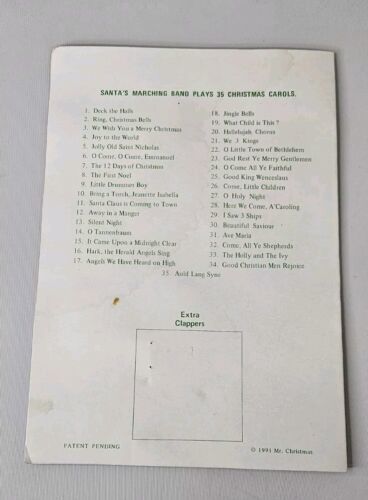 SANTA'S MARCHING BAND PLAYS 35 CHRISTMAS CAROLS.
1. Deck the Halls
2. Ring, Christmas Bells
3. We Wish You a Merry Christmas
4. Joy to the World
5. Jolly Old Saint Nicholas
6. O Come, O Come, Emmanuel
7. The 12 Days of Christmas
8. The First Noel
9. Little Drummer Boy
10. Bring a Torch, Jeanette Isabella
11. Santa Claus is Coming to Town
12. Away in a Manger
13. Silent Night
14. O Tannenbaum
15. It Came Upon a Midnight Clear
16. Hark, the Herald Angels Sing
17. Angels We Have Heard on High
18. Jingle Bells
19. What Child is This?
20. Hallelujah Chorus
21. We 3 Kings
22. O Little Town of Bethlehem
23. God Rest Ye Merry Gentlemen
24. O Come All Ye Faithful
25. Good King Wenceslaus
26. Come, Little Children
27. O Holy Night
28. Here We Come, A'Caroling
29. I Saw 3 Ships
30. Beautiful Saviour
31. Ave Maria
32. Come, All Ye Shepherds
33. The Holly and The Ivy
34. Good Christian Men Rejoice
35. Auld Lang Syne
Extra
Clappers
PATENT PENDING
© 1991 Mr. Christmas